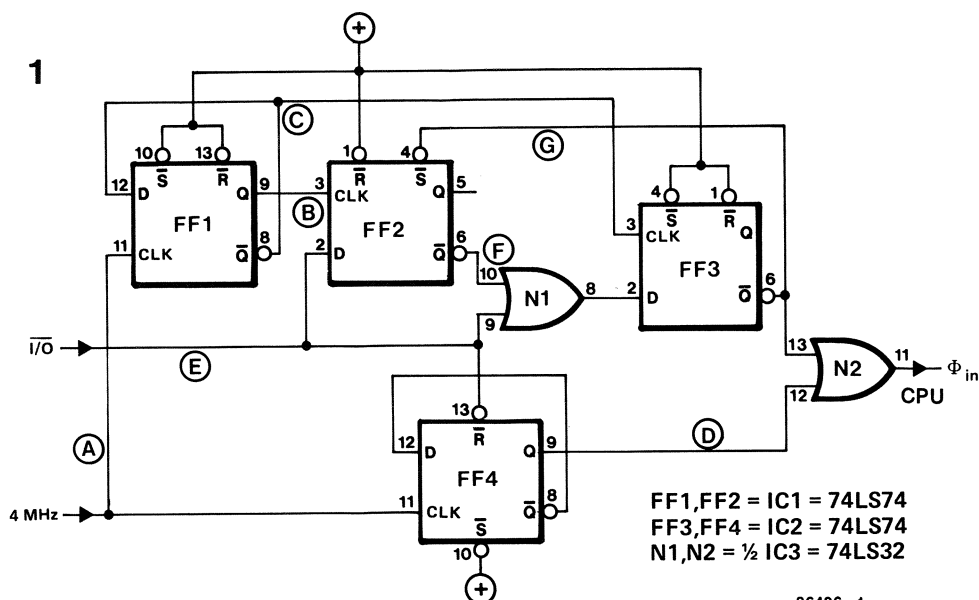 1
+
C
G
10 13 1 4
S̅ R̅ R̅ S̅
12 D Q 9 3 CLK Q 5
B
FF1 FF2
11 CLK Q̅ 8 2 D Q̅ 6
F
4 1
S̅ R̅
3 CLK Q
FF3
10 N1 8 2 D Q̅ 6
9
I̅/̅O̅
E
13 N2 11 Φin
12 CPU
13
R̅
12 D Q 9
D
A
FF4
4 MHz 11 CLK Q̅ 8
S̅
10
+
FF1,FF2 = IC1 = 74LS74
FF3,FF4 = IC2 = 74LS74
N1,N2 = ½ IC3 = 74LS32